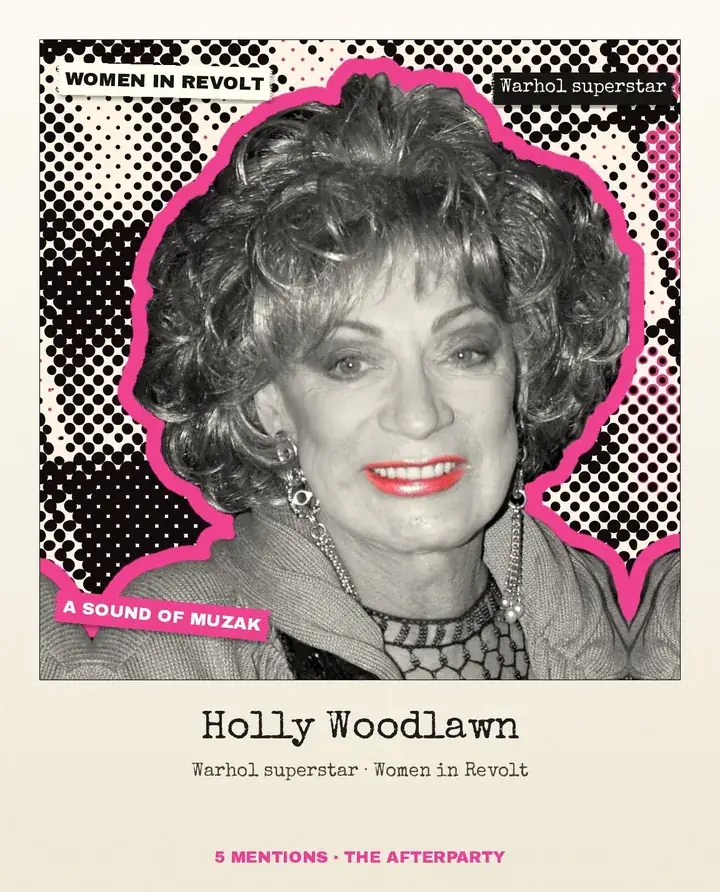 WOMEN IN REVOLT
Warhol superstar
A SOUND OF MUZAK
Holly Woodlawn
Warhol superstar · Women in Revolt
5 MENTIONS · THE AFTERPARTY